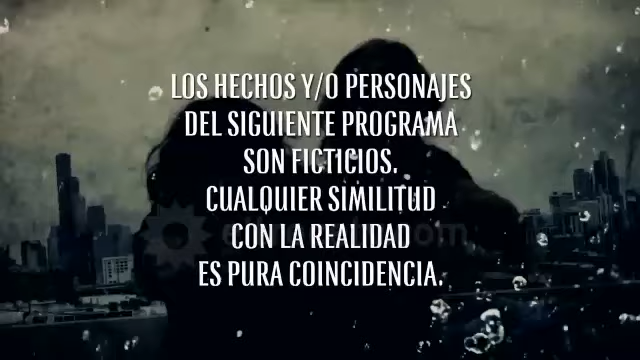 LOS HECHOS Y/O PERSONAJES
DEL SIGUIENTE PROGRAMA
SON FICTICIOS.
CUALQUIER SIMILITUD
CON LA REALIDAD
ES PURA COINCIDENCIA.